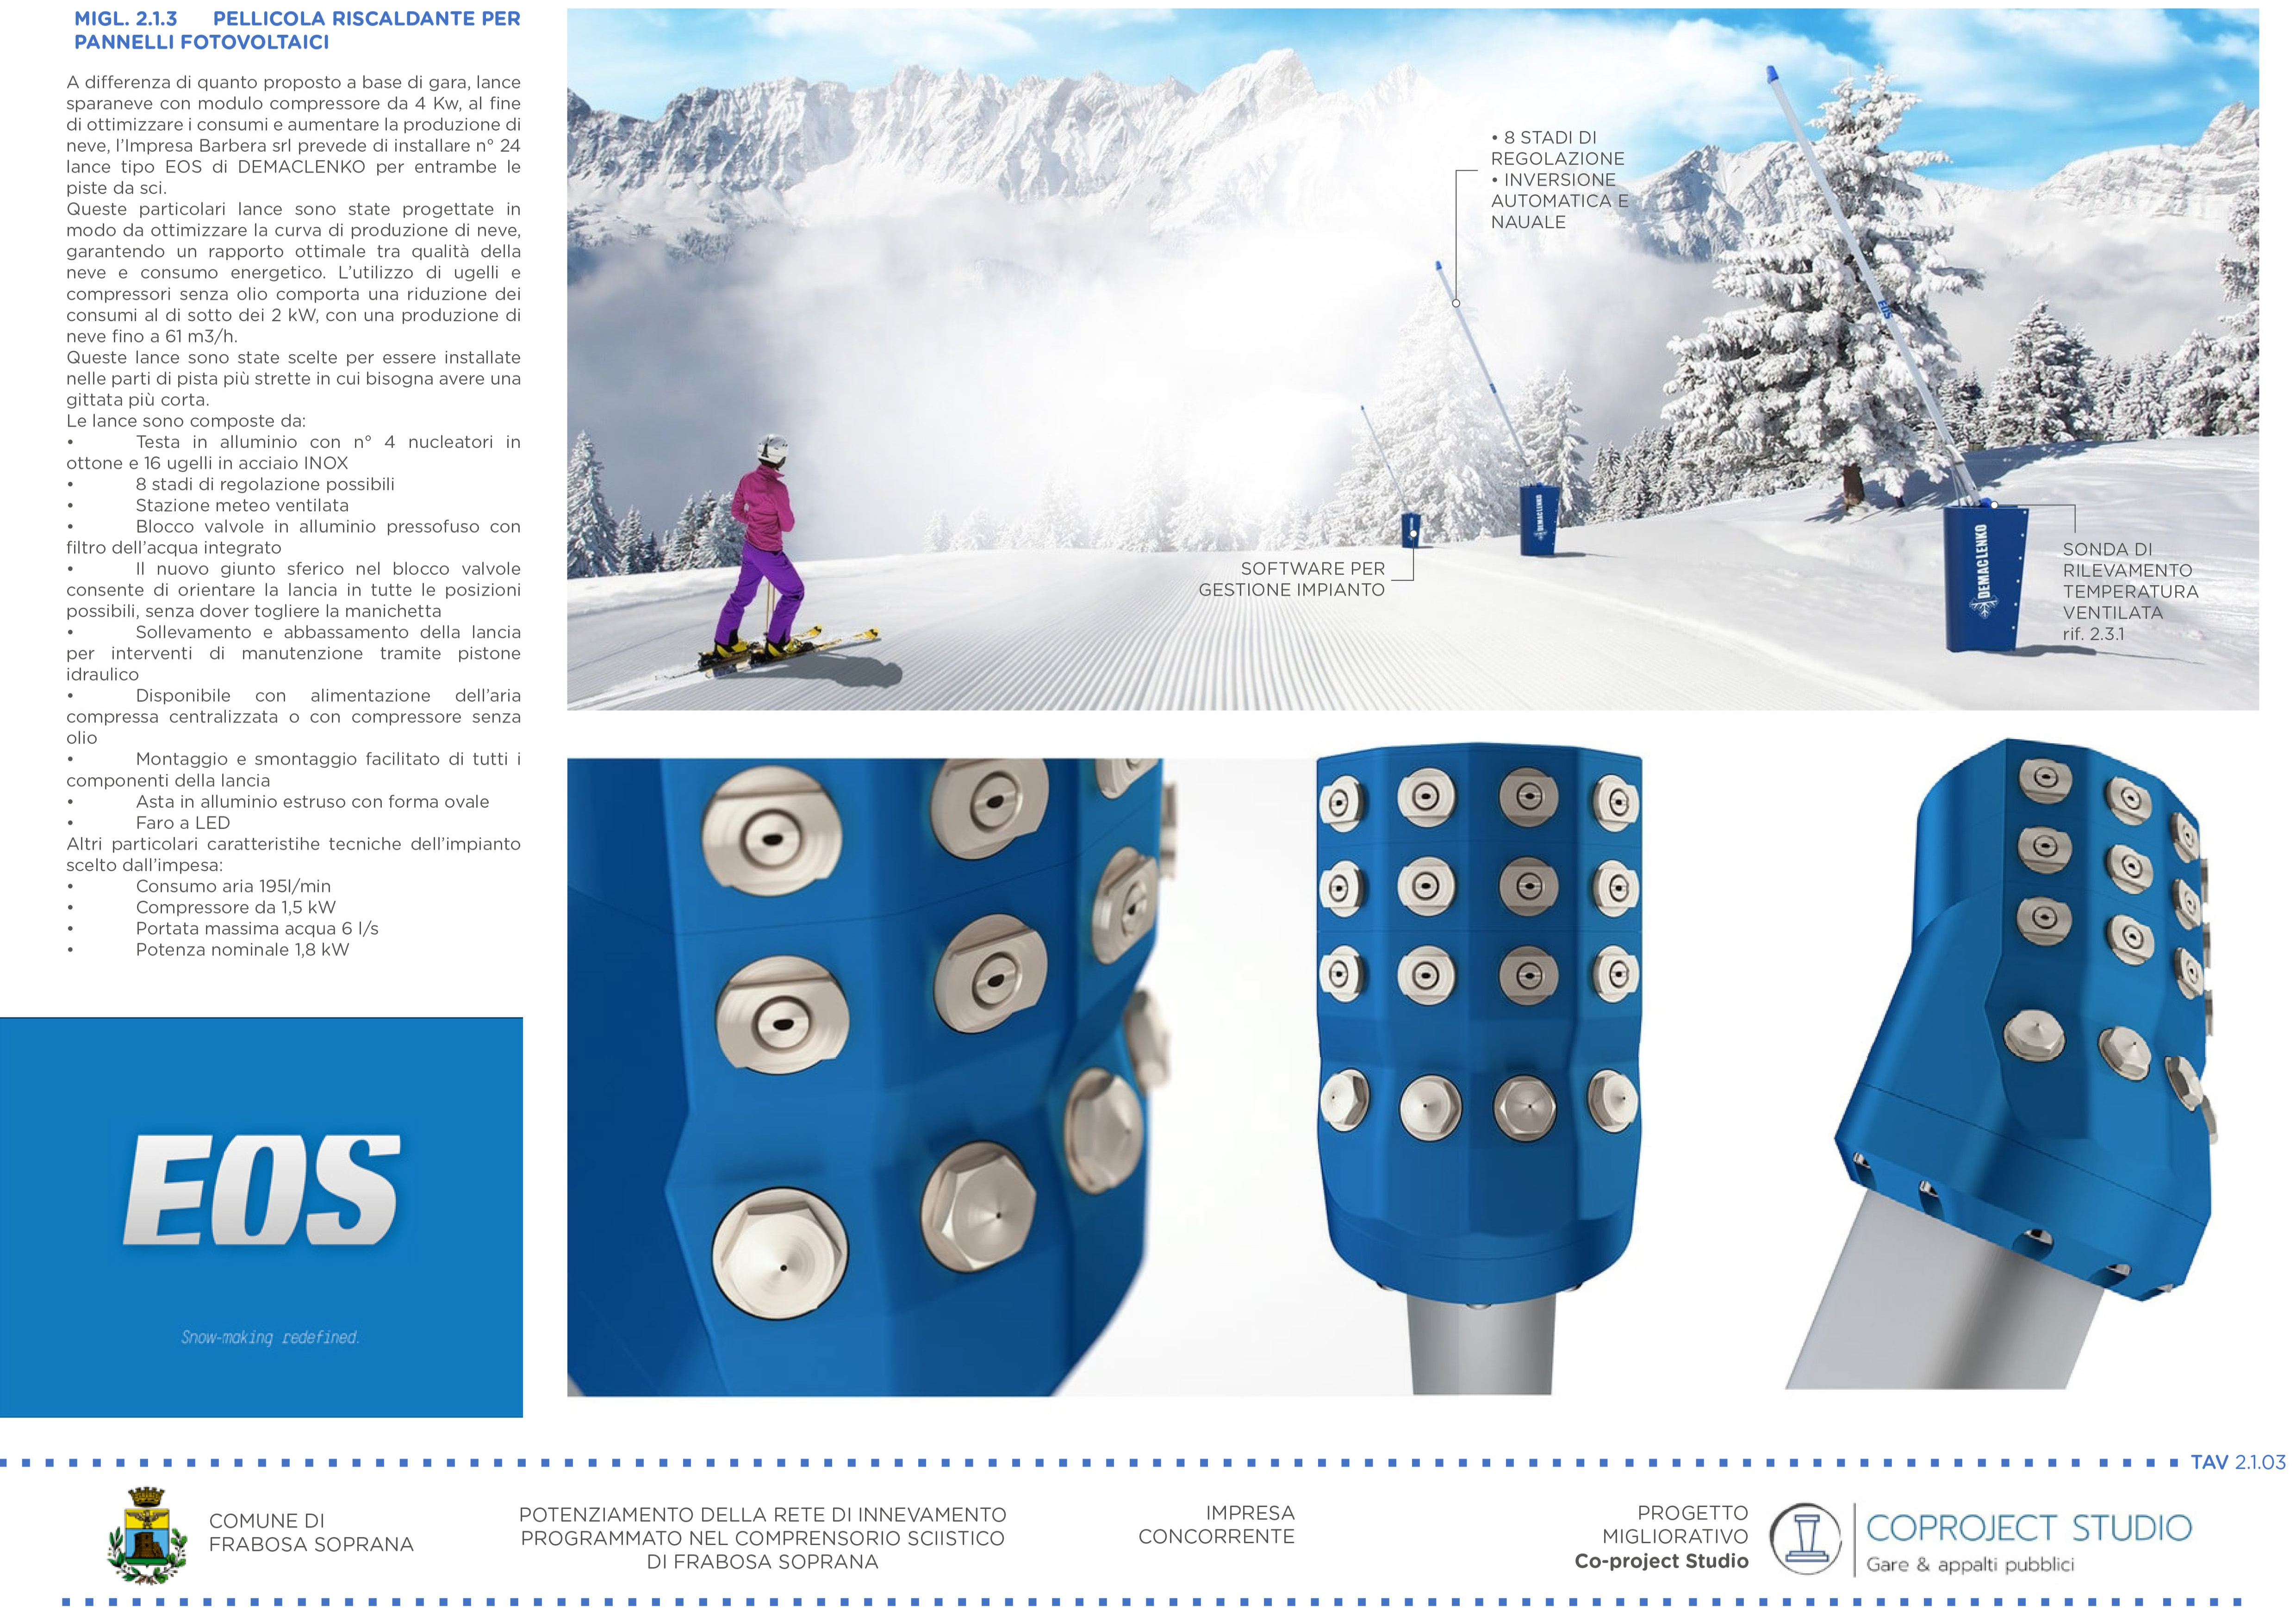 MIGL. 2.1.3 PELLICOLA RISCALDANTE PER
PANNELLI FOTOVOLTAICI
A differenza di quanto proposto a base di gara, lance
sparaneve con modulo compressore da 4 Kw, al fine
di ottimizzare i consumi e aumentare la produzione di
neve, l'Impresa Barbera srl prevede di installare n° 24
lance tipo EOS di DEMACLENKO per entrambe le
piste da sci.
Queste particolari lance sono state progettate in
modo da ottimizzare la curva di produzione di neve,
garantendo un rapporto ottimale tra qualità della
neve e consumo energetico. L'utilizzo di ugelli e
compressori senza olio comporta una riduzione dei
consumi al di sotto dei 2 kW, con una produzione di
neve fino a 61 m3/h.
Queste lance sono state scelte per essere installate
nelle parti di pista più strette in cui bisogna avere una
gittata più corta.
Le lance sono composte da:
• Testa in alluminio con n° 4 nucleatori in
ottone e 16 ugelli in acciaio INOX
• 8 stadi di regolazione possibili
• Stazione meteo ventilata
• Blocco valvole in alluminio pressofuso con
filtro dell'acqua integrato
• Il nuovo giunto sferico nel blocco valvole
consente di orientare la lancia in tutte le posizioni
possibili, senza dover togliere la manichetta
• Sollevamento e abbassamento della lancia
per interventi di manutenzione tramite pistone
idraulico
• Disponibile con alimentazione dell'aria
compressa centralizzata o con compressore senza
olio
• Montaggio e smontaggio facilitato di tutti i
componenti della lancia
• Asta in alluminio estruso con forma ovale
• Faro a LED
Altri particolari caratteristihe tecniche dell'impianto
scelto dall'impesa:
• Consumo aria 195l/min
• Compressore da 1,5 kW
• Portata massima acqua 6 l/s
• Potenza nominale 1,8 kW
EOS
Snow-making redefined.
• 8 STADI DI
REGOLAZIONE
• INVERSIONE
AUTOMATICA E
NAUALE
EOS
SOFTWARE PER
GESTIONE IMPIANTO
DEMACLENKO
DEMACLENKO
SONDA DI
RILEVAMENTO
TEMPERATURA
VENTILATA
rif. 2.3.1
TAV 2.1.03
COMUNE DI
FRABOSA SOPRANA
POTENZIAMENTO DELLA RETE DI INNEVAMENTO
PROGRAMMATO NEL COMPRENSORIO SCIISTICO
DI FRABOSA SOPRANA
IMPRESA
CONCORRENTE
PROGETTO
MIGLIORATIVO
Co-project Studio
COPROJECT STUDIO
Gare & appalti pubblici